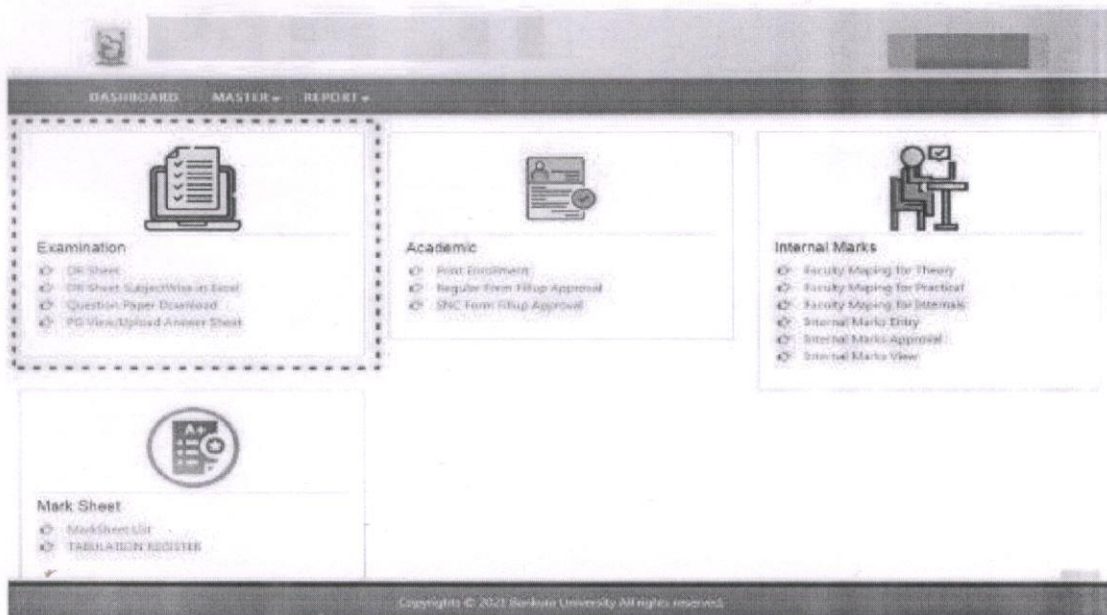 DASHBOARD MASTER REPORT
Examination
DR Sheet
DR Sheet SubjectWise in Excel
Question Paper Download
PG View/Upload Answer Sheet
Academic
Print Enrollment
Regular Form Fillup Approval
SNC Form Fillup Approval
Internal Marks
Faculty Maping for Theory
Faculty Maping for Practical
Faculty Maping for Internals
Internal Marks Entry
Internal Marks Approval
Internal Marks View
A+
Mark Sheet
MarkSheet List
TABULATION REGISTER
Copyrights © 2021 Bankura University All rights reserved.